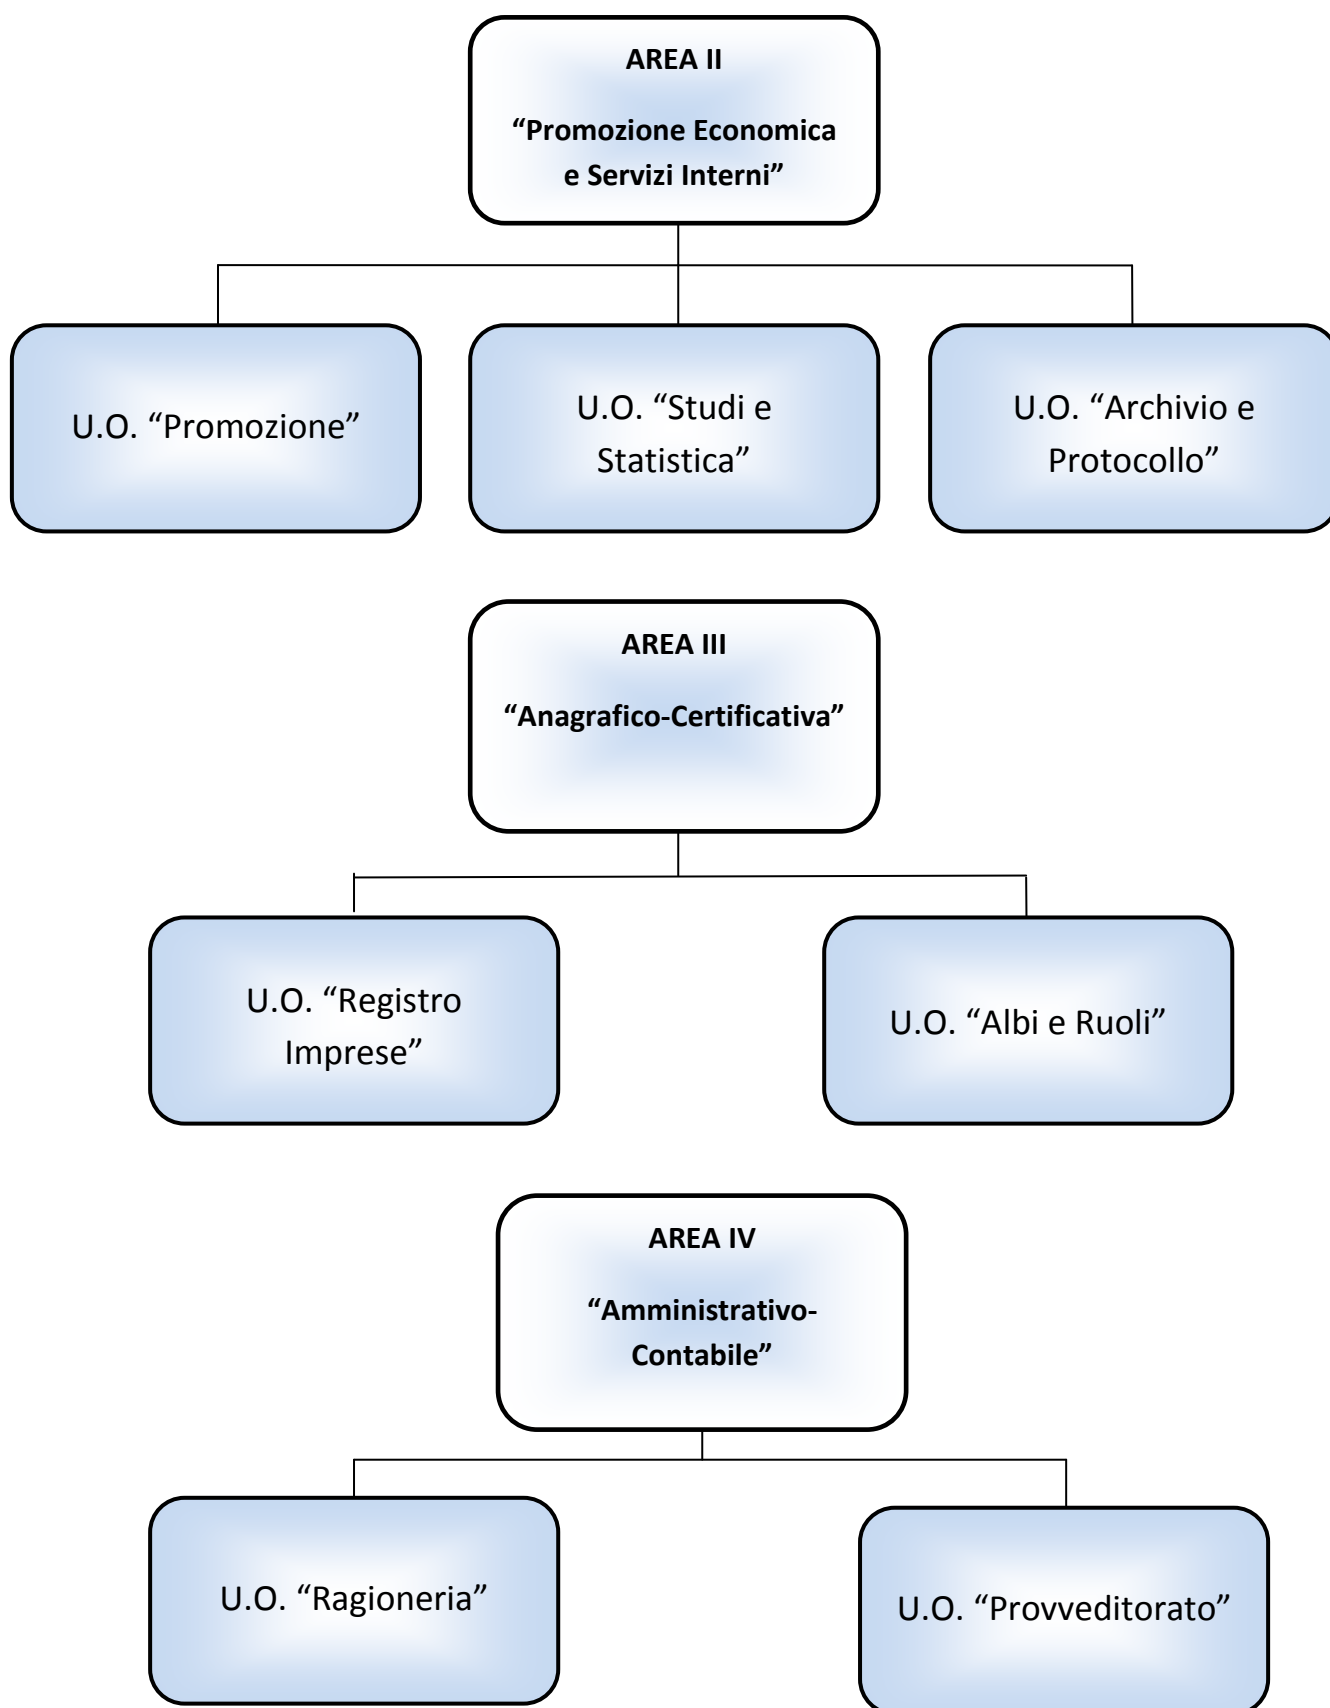 AREA II
“Promozione Economica
e Servizi Interni”
U.O. “Promozione”
U.O. “Studi e
Statistica”
U.O. “Archivio e
Protocollo”
AREA III
“Anagrafico-Certificativa”
U.O. “Registro
Imprese”
U.O. “Albi e Ruoli”
AREA IV
“Amministrativo-
Contabile”
U.O. “Ragioneria”
U.O. “Provveditorato”